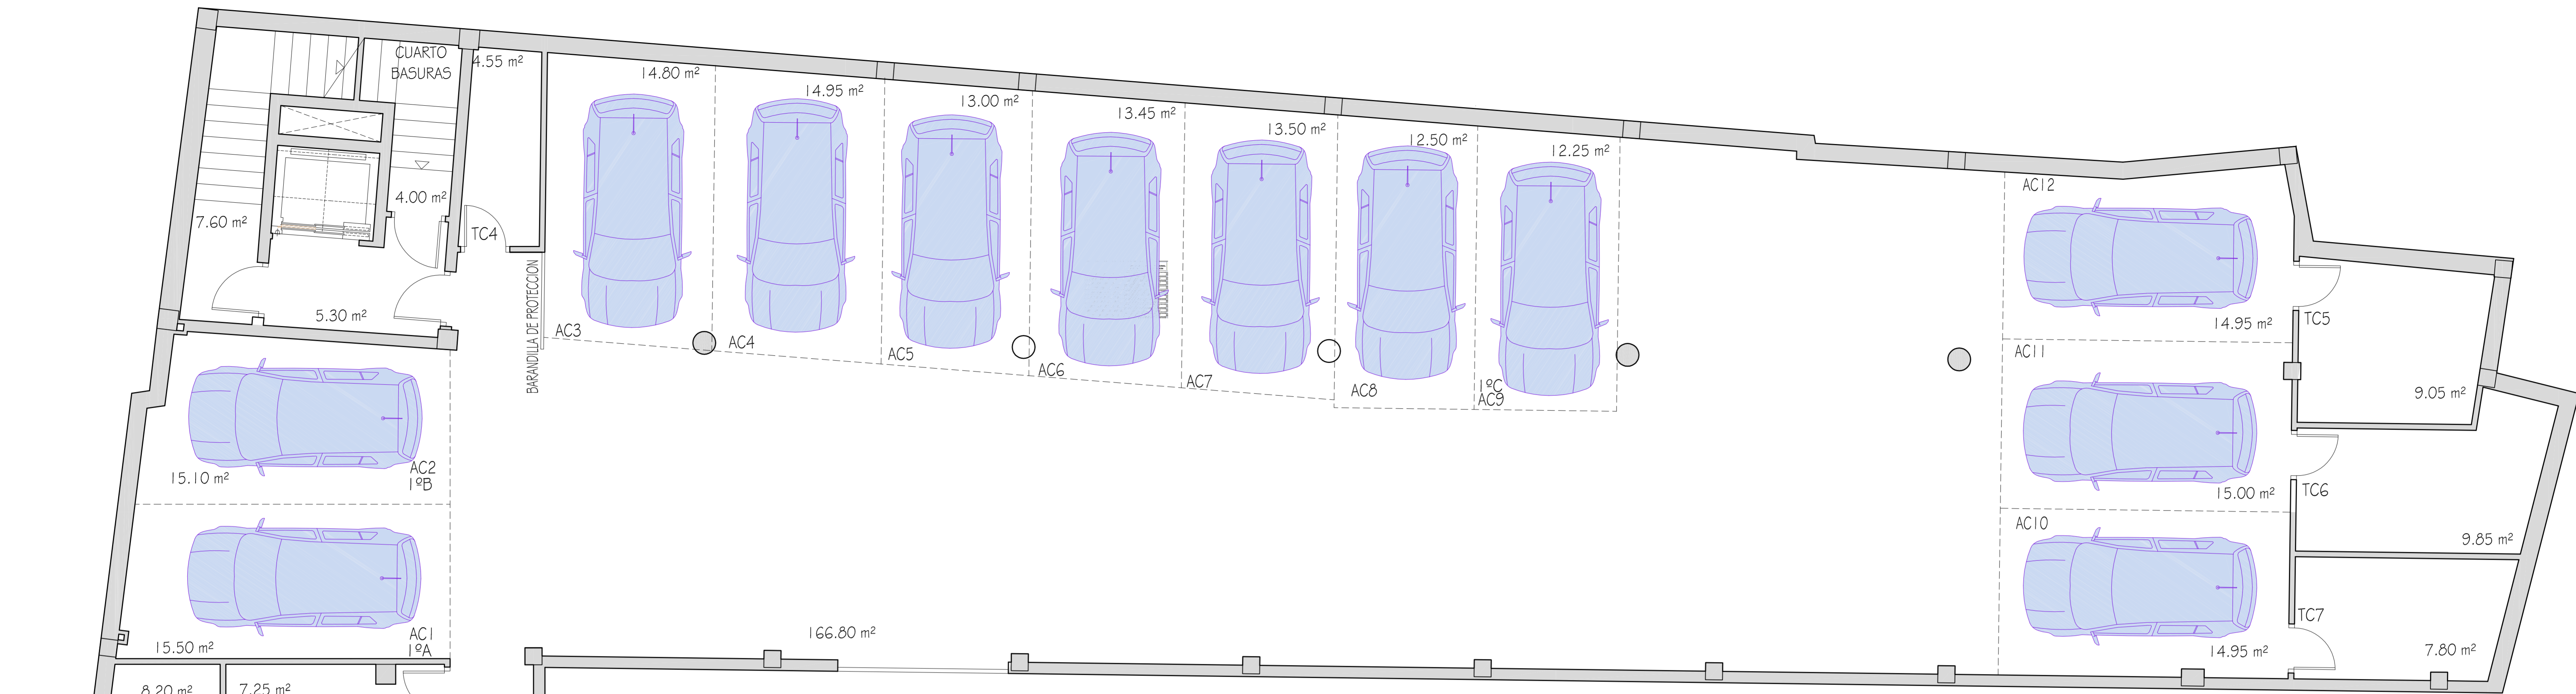 CUARTO
BASURAS
4.55 m²
14.80 m²
14.95 m²
13.00 m²
13.45 m²
13.50 m²
12.50 m²
12.25 m²
AC12
4.00 m²
7.60 m²
TC4
BARANDILLA DE PROTECCION
5.30 m²
AC3
AC4
AC5
AC6
AC7
AC8
1ºC
AC9
14.95 m²
TC5
AC11
9.05 m²
15.10 m²
AC2
1ºB
15.00 m²
TC6
AC10
9.85 m²
TC7
166.80 m²
AC1
1ºA
15.50 m²
14.95 m²
7.80 m²
8.20 m²
7.25 m²